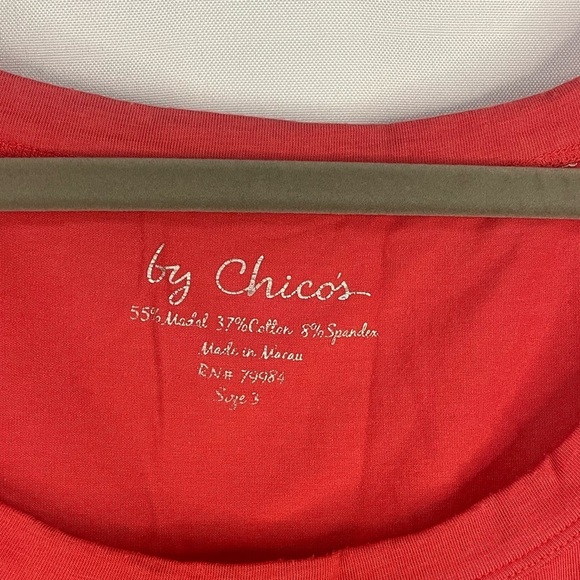 by Chico's
55% Modal 37% Cotton 8% Spandex
Made in Macau
RN# 79984
Size 3